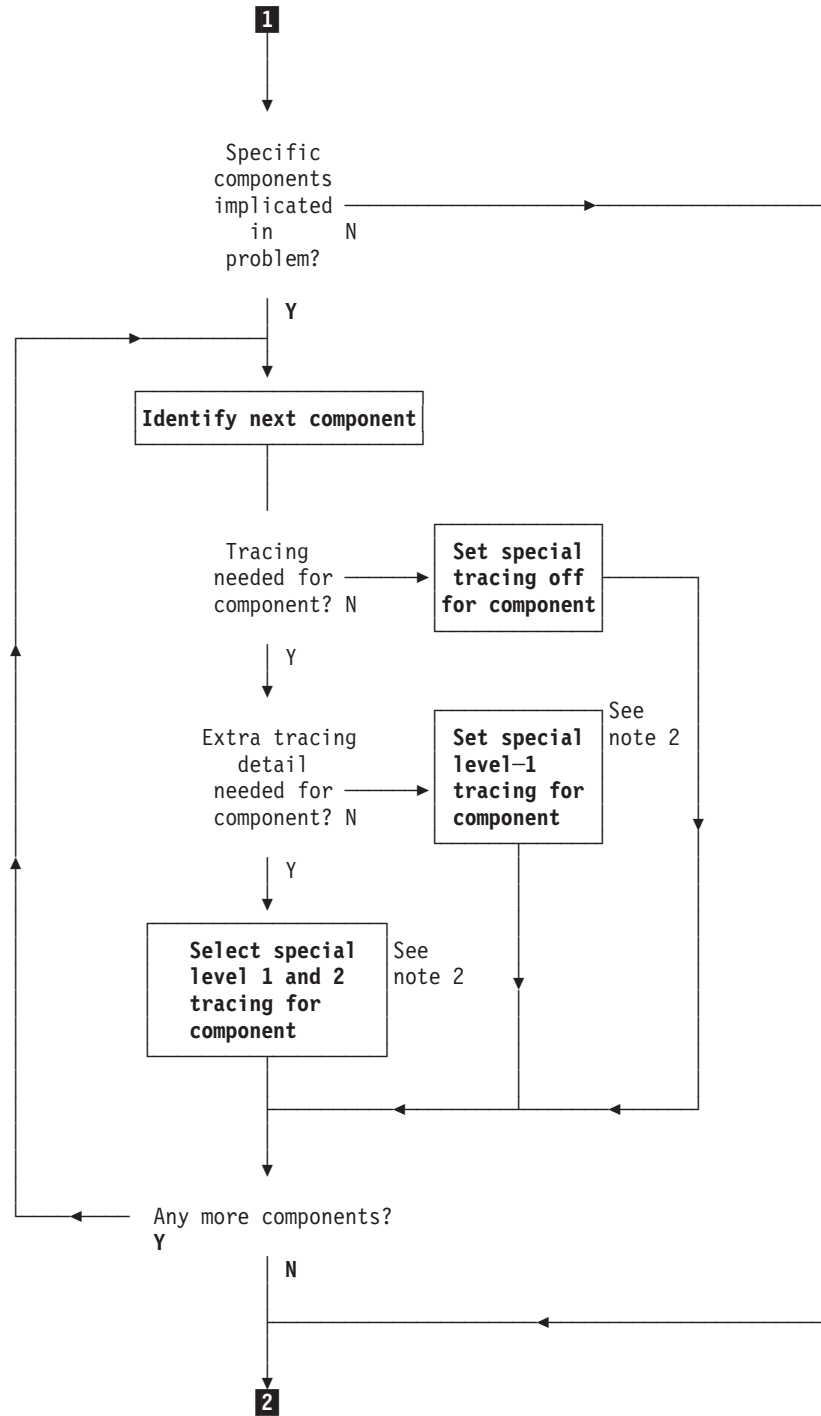 1
Specific
components
implicated
in N
problem?
Y
Identify next component
Tracing
needed for
component? N
Set special
tracing off
for component
Y
Extra tracing
detail
needed for
component? N
Set special
level–1
tracing for
component
See
note 2
Y
Select special
level 1 and 2
tracing for
component
See
note 2
Any more components?
Y
N
2